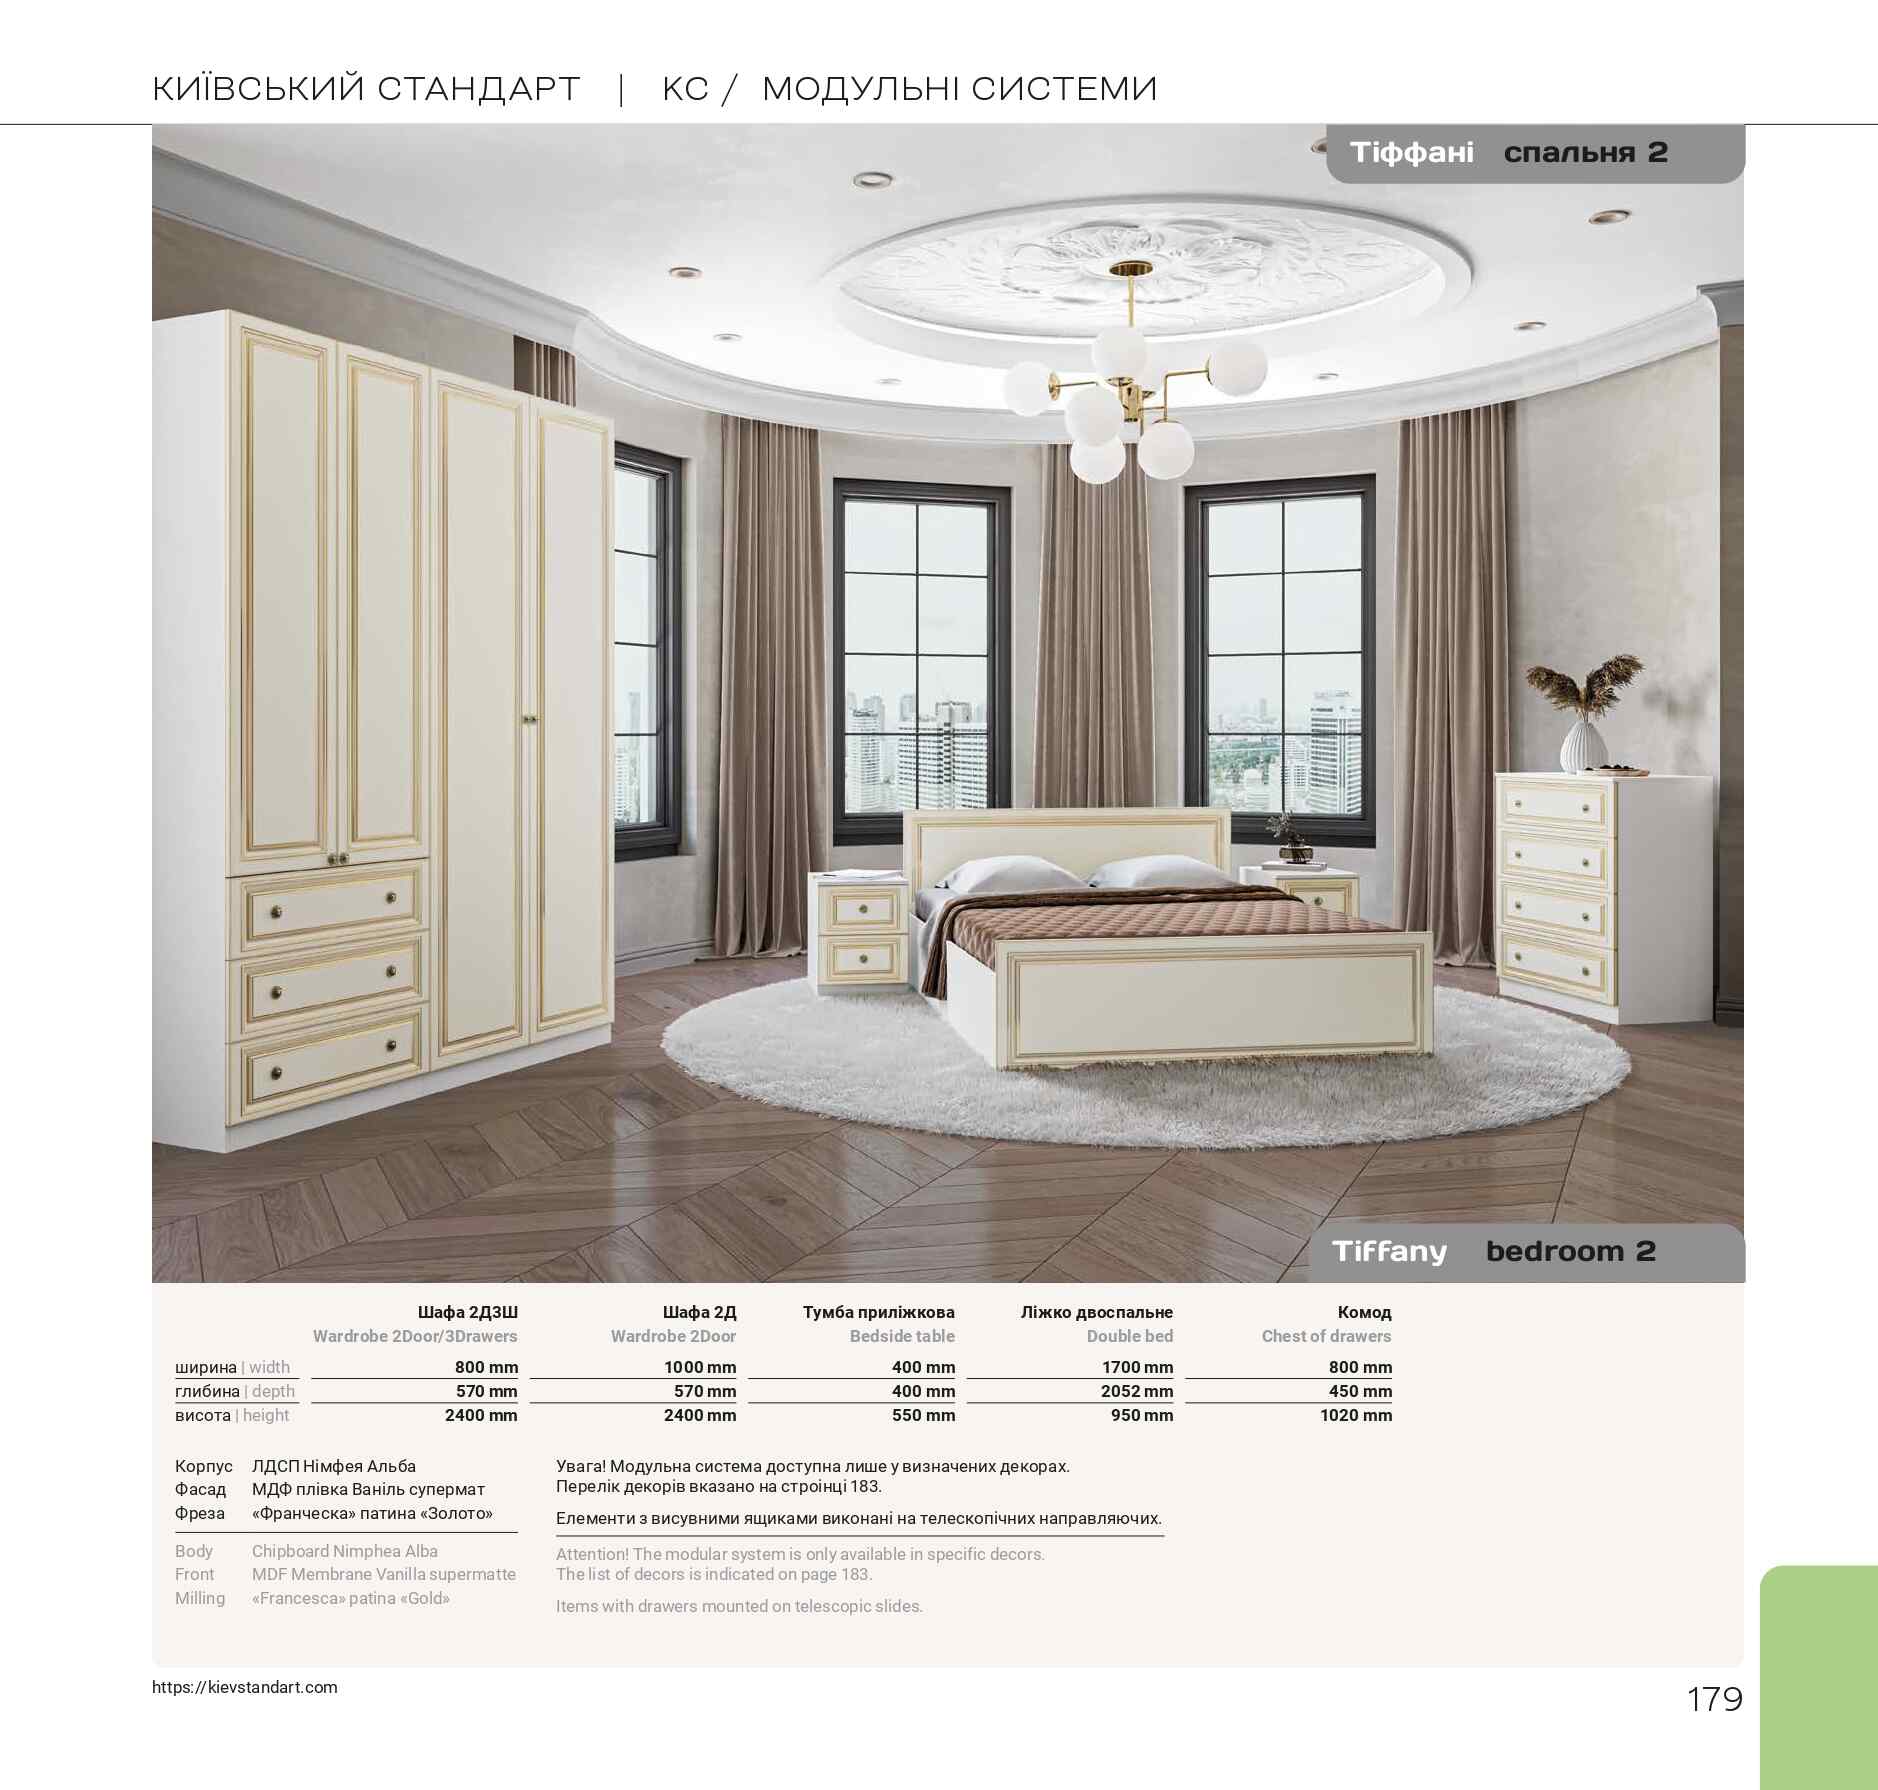 КИЇВСЬКИЙ СТАНДАРТ | КС / МОДУЛЬНІ СИСТЕМИ
Тіффані спальня 2
Tiffany bedroom 2
Шафа 2Д3Ш Шафа 2Д Тумба приліжкова Ліжко двоспальне Комод
Wardrobe 2Door/3Drawers Wardrobe 2Door Bedside table Double bed Chest of drawers
ширина | width 800 mm 1000 mm 400 mm 1700 mm 800 mm
глибина | depth 570 mm 570 mm 400 mm 2052 mm 450 mm
висота | height 2400 mm 2400 mm 550 mm 950 mm 1020 mm
Корпус ЛДСП Німфея Альба
Фасад МДФ плівка Ваніль супермат
Фреза «Франческа» патина «Золото»
Body Chipboard Nimphea Alba
Front MDF Membrane Vanilla supermatte
Milling «Francesca» patina «Gold»
Увага! Модульна система доступна лише у визначених декорах.
Перелік декорів вказано на строінці 183.
Елементи з висувними ящиками виконані на телескопічних направляючих.
Attention! The modular system is only available in specific decors.
The list of decors is indicated on page 183.
Items with drawers mounted on telescopic slides.
https://kievstandart.com
179